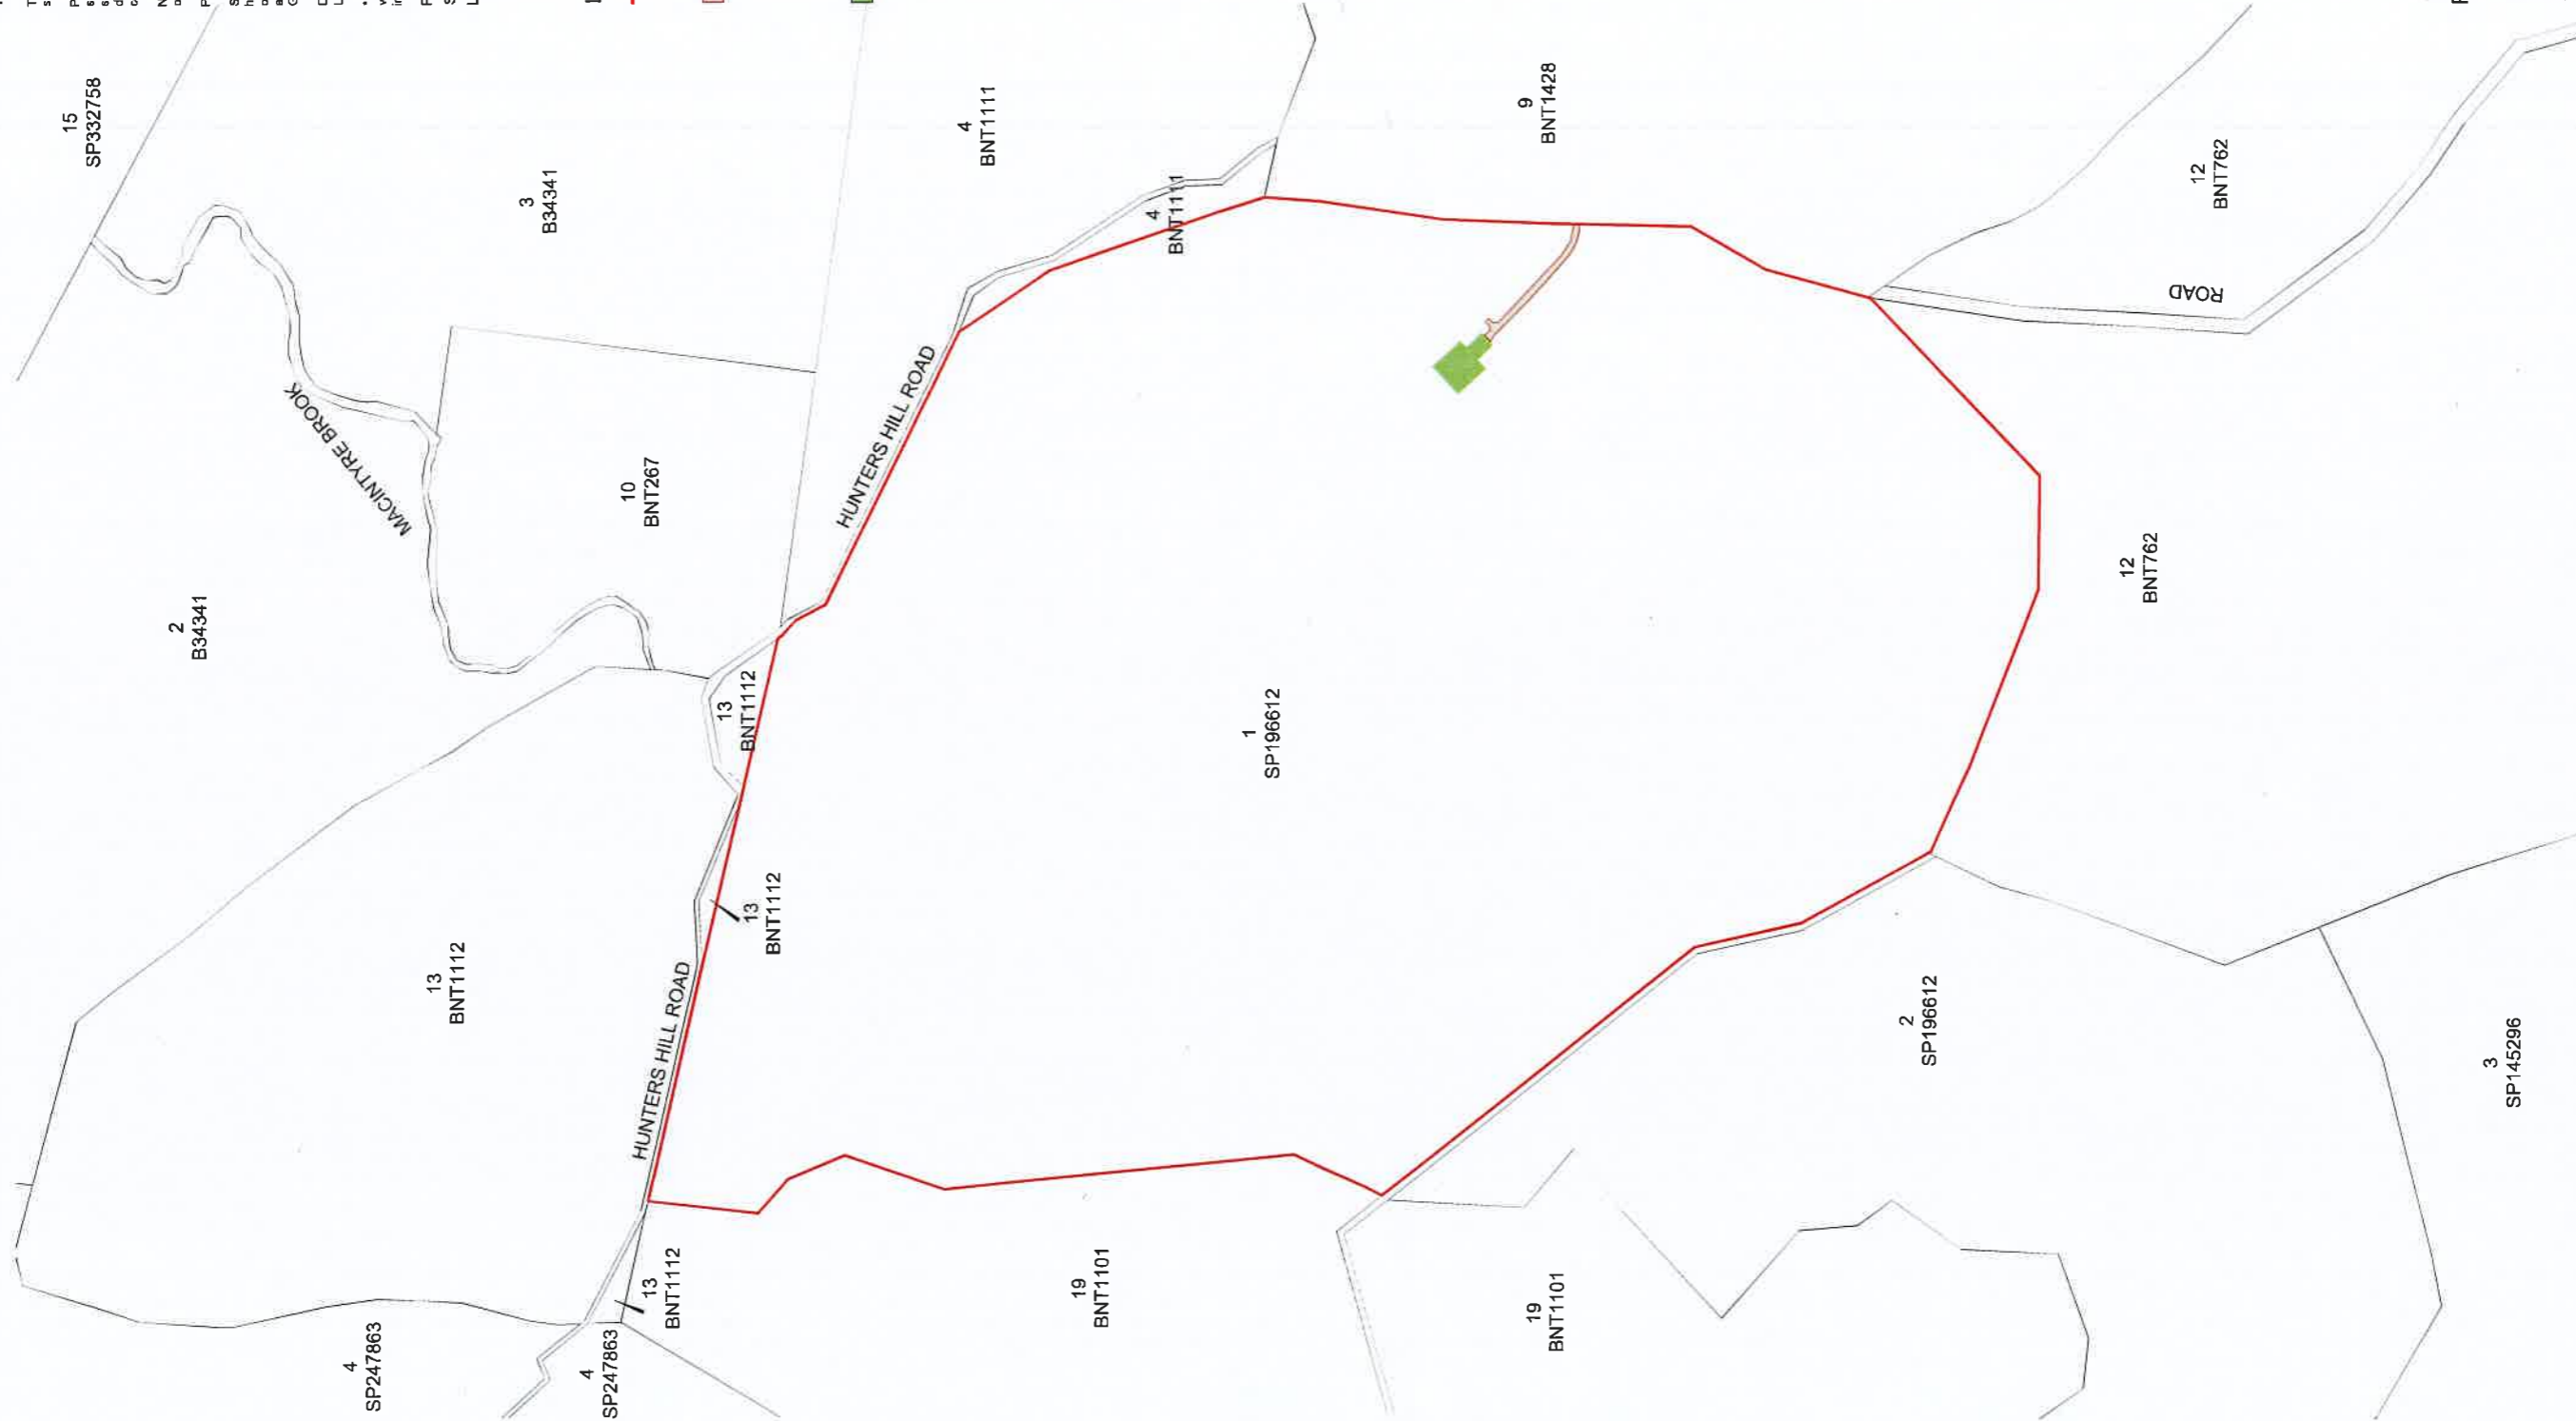 15
SP332758
2
B34341
MACINTYRE BROOK
4
SP247863
13
BNT1112
3
B34341
4
SP247863
10
BNT267
13
BNT1112
HUNTERS HILL ROAD
13
BNT1112
13
BNT1112
HUNTERS HILL ROAD
4
BNT1111
19
BNT1101
4
BNT1111
1
SP196612
9
BNT1428
19
BNT1101
2
SP196612
12
BNT762
12
BNT762
ROAD
3
SP145296